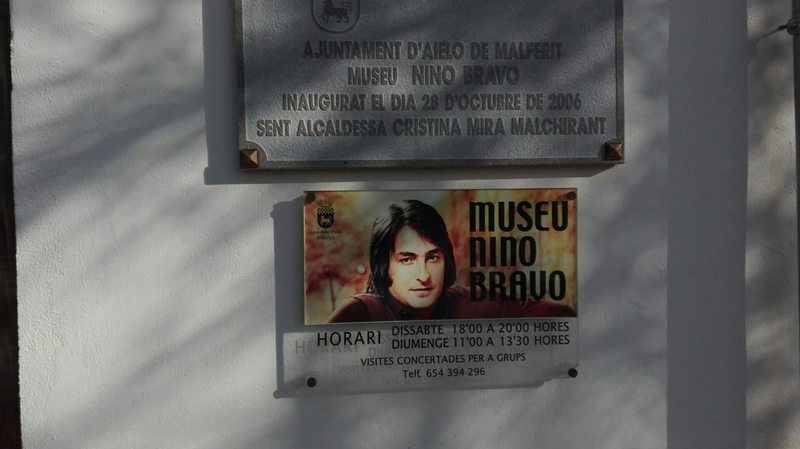 AJUNTAMENT D'AIELO DE MALFERIT
MUSEU NINO BRAVO
INAUGURAT EL DIA 28 D'OCTUBRE DE 2006
SENT ALCALDESSA CRISTINA MIRA MALCHIRANT
MUSEU
NINO
BRAVO
HORARI DISSABTE 18'00 A 20'00 HORES
DIUMENGE 11'00 A 13'30 HORES
VISITES CONCERTADES PER A GRUPS
Telf. 654 394 296